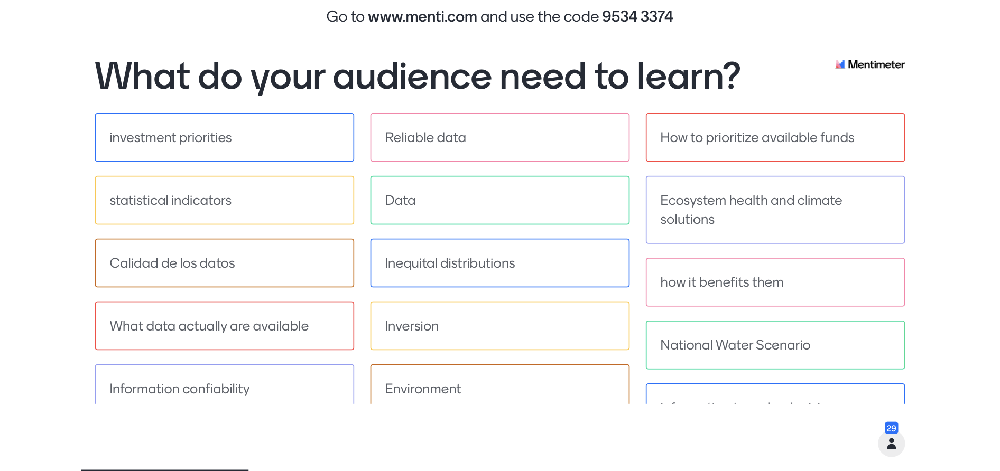 Go to www.menti.com and use the code 9534 3374
What do your audience need to learn?
Mentimeter
investment priorities
statistical indicators
Calidad de los datos
What data actually are available
Information confiability
Reliable data
Data
Inequital distributions
Inversion
Environment
How to prioritize available funds
Ecosystem health and climate
solutions
how it benefits them
National Water Scenario
29